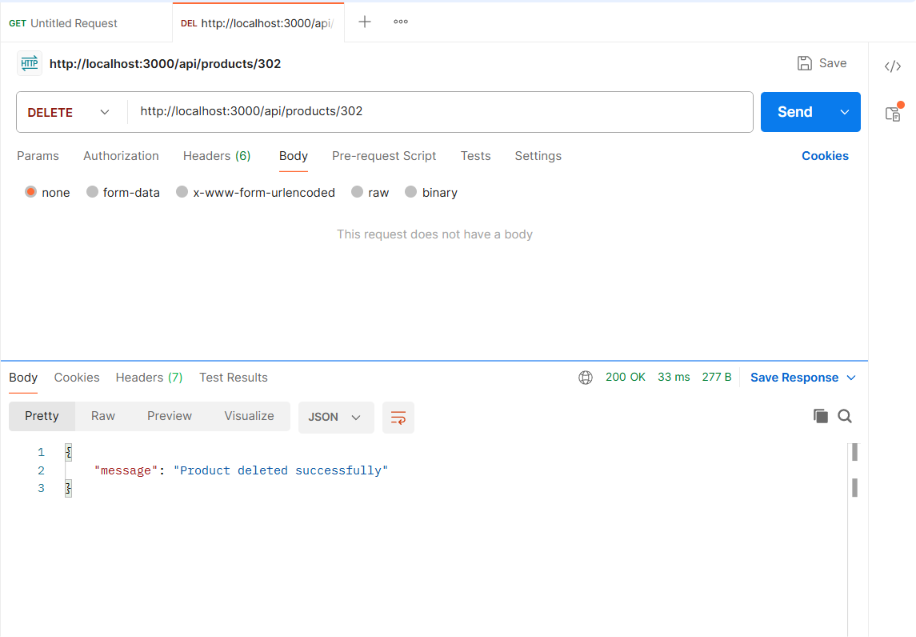 GET Untitled Request
DEL http://localhost:3000/api/
HTTP http://localhost:3000/api/products/302
Save
DELETE http://localhost:3000/api/products/302
Send
Params Authorization Headers (6) Body Pre-request Script Tests Settings Cookies
none form-data x-www-form-urlencoded raw binary
This request does not have a body
Body Cookies Headers (7) Test Results 200 OK 33 ms 277 B Save Response
Pretty Raw Preview Visualize JSON
1 {
2 "message": "Product deleted successfully"
3 }